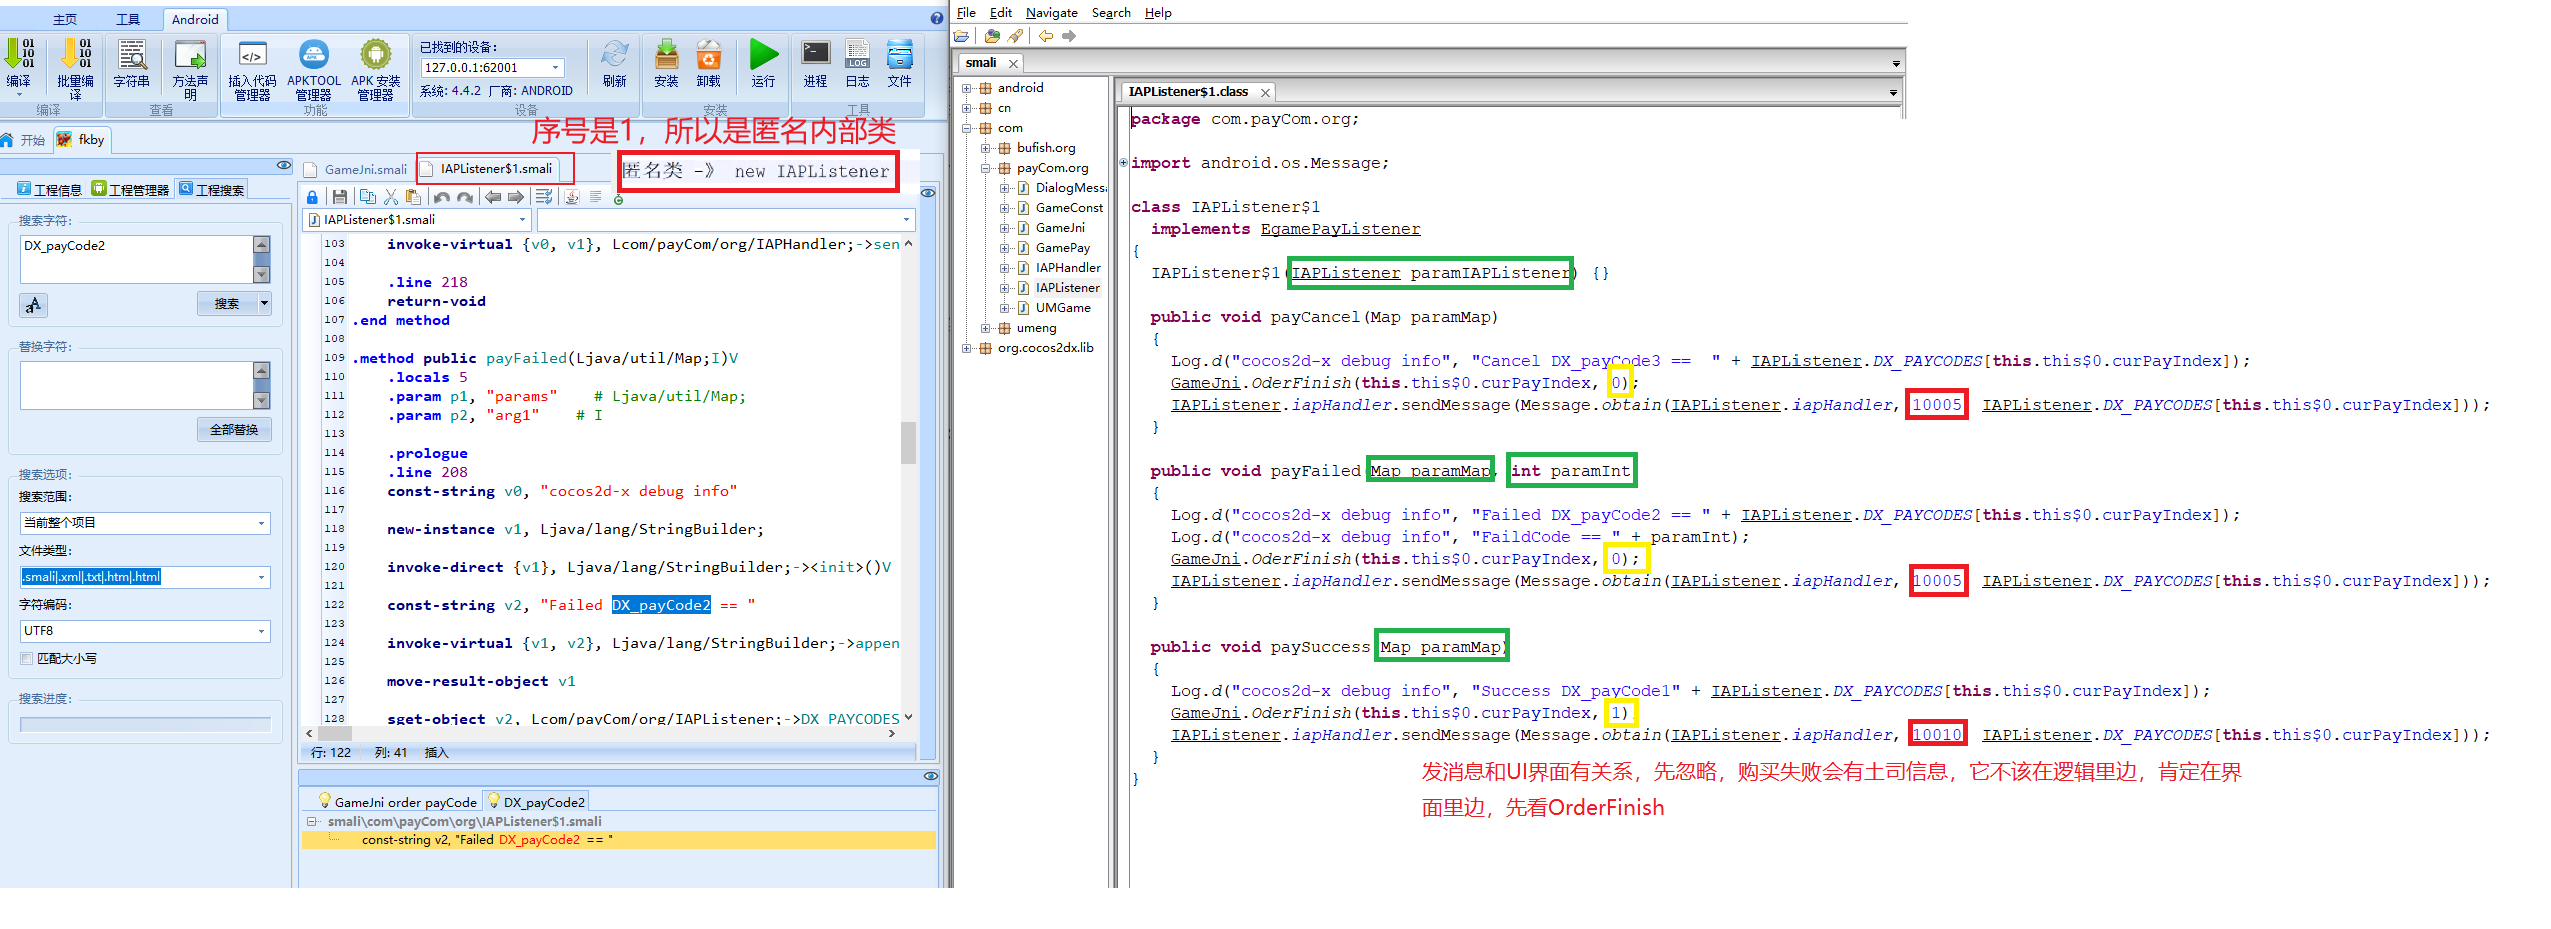 主页 工具 Android
编译 批量编译 字符串 方法声明 插入代码管理器 APKTOOL管理器 APK 安装管理器
已找到的设备：
127.0.0.1:62001
系统: 4.4.2 厂商: ANDROID
刷新 安装 卸载 运行 进程 日志 文件
编译 查看 功能 设备 安装 工具
序号是1，所以是匿名内部类
开始 fkby
GameJni.smali IAPListener$1.smali
匿名类 -》 new IAPListener
工程信息 工程管理器 工程搜索
IAPListener$1.smali
搜索字符:
DX_payCode2
搜索
替换字符:
全部替换
搜索选项:
搜索范围:
当前整个项目
文件类型:
.smali|.xml|.txt|.htm|.html
字符编码:
UTF8
匹配大小写
搜索进度:
103 invoke-virtual {v0, v1}, Lcom/payCom/org/IAPHandler;->sen
104
105 .line 218
106 return-void
107 .end method
108
109 .method public payFailed(Ljava/util/Map;I)V
110 .locals 5
111 .param p1, "params" # Ljava/util/Map;
112 .param p2, "arg1" # I
113
114 .prologue
115 .line 208
116 const-string v0, "cocos2d-x debug info"
117
118 new-instance v1, Ljava/lang/StringBuilder;
119
120 invoke-direct {v1}, Ljava/lang/StringBuilder;-><init>()V
121
122 const-string v2, "Failed DX_payCode2 == "
123
124 invoke-virtual {v1, v2}, Ljava/lang/StringBuilder;->appen
125
126 move-result-object v1
127
128 sget-object v2, Lcom/payCom/org/IAPListener;->DX_PAYCODES
行: 122 列: 41 插入
GameJni order payCode DX_payCode2
smali\com\payCom\org\IAPListener$1.smali
const-string v2, "Failed DX_payCode2 == "
File Edit Navigate Search Help
smali
android
cn
com
bufish.org
payCom.org
DialogMessa
GameConst
GameJni
GamePay
IAPHandler
IAPListener
UMGame
umeng
org.cocos2dx.lib
IAPListener$1.class
package com.payCom.org;
import android.os.Message;
class IAPListener$1
implements EgamePayListener
{
IAPListener$1(IAPListener paramIAPListener) {}
public void payCancel(Map paramMap)
{
Log.d("cocos2d-x debug info", "Cancel DX_payCode3 ==  " + IAPListener.DX_PAYCODES[this.this$0.curPayIndex]);
GameJni.OderFinish(this.this$0.curPayIndex, 0);
IAPListener.iapHandler.sendMessage(Message.obtain(IAPListener.iapHandler, 10005 IAPListener.DX_PAYCODES[this.this$0.curPayIndex]));
}
public void payFailed(Map paramMap, int paramInt
{
Log.d("cocos2d-x debug info", "Failed DX_payCode2 == " + IAPListener.DX_PAYCODES[this.this$0.curPayIndex]);
Log.d("cocos2d-x debug info", "FaildCode == " + paramInt);
GameJni.OderFinish(this.this$0.curPayIndex, 0);
IAPListener.iapHandler.sendMessage(Message.obtain(IAPListener.iapHandler, 10005 IAPListener.DX_PAYCODES[this.this$0.curPayIndex]));
}
public void paySuccess Map paramMap)
{
Log.d("cocos2d-x debug info", "Success DX_payCode1" + IAPListener.DX_PAYCODES[this.this$0.curPayIndex]);
GameJni.OderFinish(this.this$0.curPayIndex, 1)
IAPListener.iapHandler.sendMessage(Message.obtain(IAPListener.iapHandler, 10010 IAPListener.DX_PAYCODES[this.this$0.curPayIndex]));
}
}
发消息和UI界面有关系，先忽略，购买失败会有土司信息，它不该在逻辑里边，肯定在界
面里边，先看OrderFinish